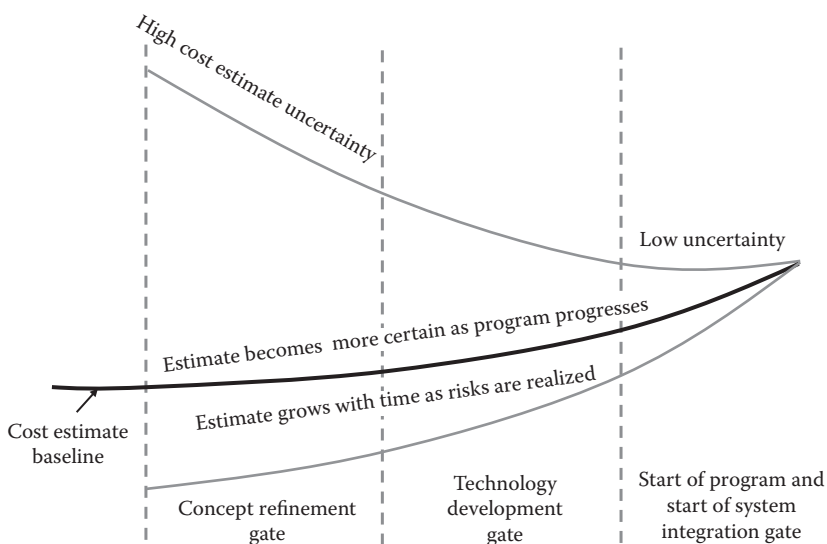 High cost estimate uncertainty
Low uncertainty
Estimate becomes more certain as program progresses
Estimate grows with time as risks are realized
Cost estimate
baseline
Concept refinement
gate
Technology
development
gate
Start of program and
start of system
integration gate